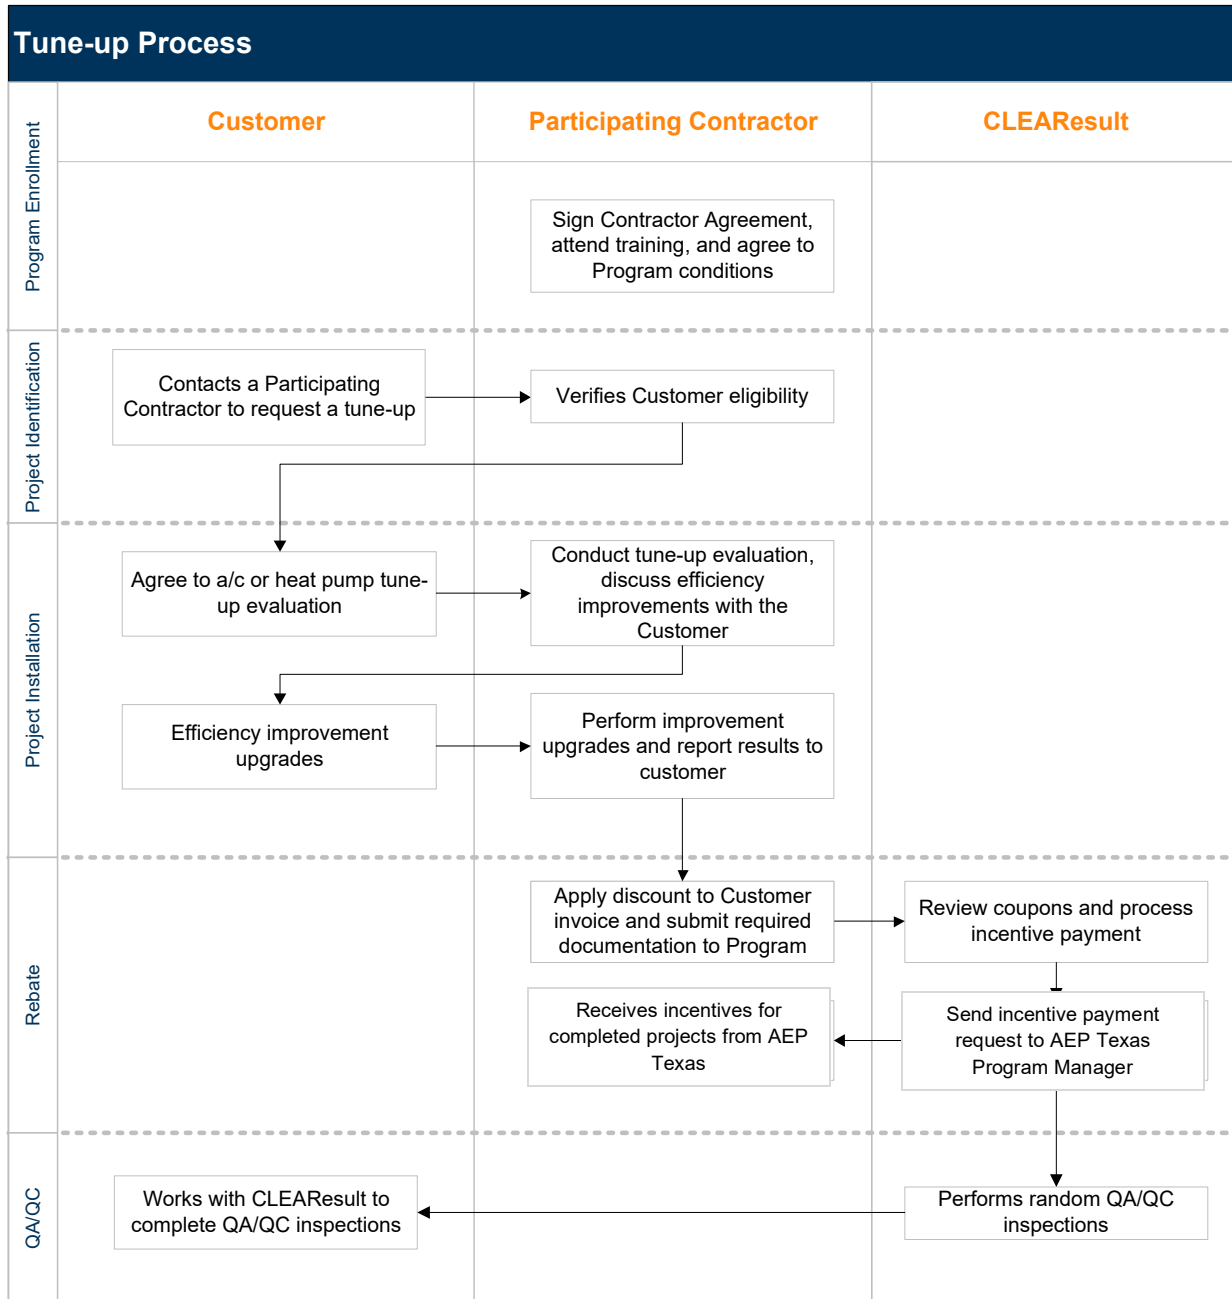 Tune-up Process
Customer
Participating Contractor
CLEAResult
Program Enrollment
Sign Contractor Agreement,
attend training, and agree to
Program conditions
Project Identification
Contacts a Participating
Contractor to request a tune-up
Verifies Customer eligibility
Project Installation
Agree to a/c or heat pump tune-
up evaluation
Conduct tune-up evaluation,
discuss efficiency
improvements with the
Customer
Efficiency improvement
upgrades
Perform improvement
upgrades and report results to
customer
Rebate
Apply discount to Customer
invoice and submit required
documentation to Program
Review coupons and process
incentive payment
Receives incentives for
completed projects from AEP
Texas
Send incentive payment
request to AEP Texas
Program Manager
QA/QC
Works with CLEAResult to
complete QA/QC inspections
Performs random QA/QC
inspections